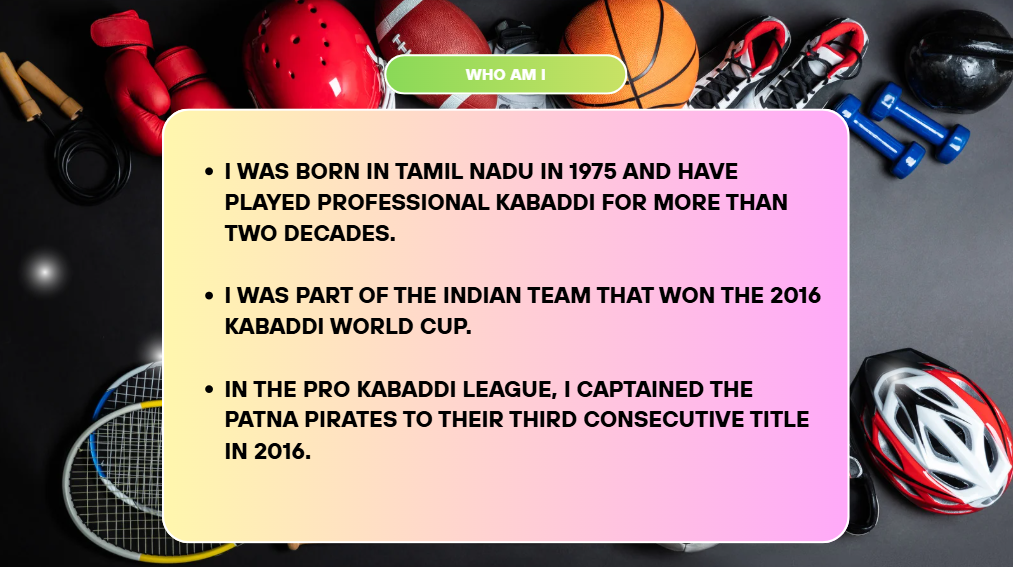 WHO AM I
• I WAS BORN IN TAMIL NADU IN 1975 AND HAVE
PLAYED PROFESSIONAL KABADDI FOR MORE THAN
TWO DECADES.
• I WAS PART OF THE INDIAN TEAM THAT WON THE 2016
KABADDI WORLD CUP.
• IN THE PRO KABADDI LEAGUE, I CAPTAINED THE
PATNA PIRATES TO THEIR THIRD CONSECUTIVE TITLE
IN 2016.